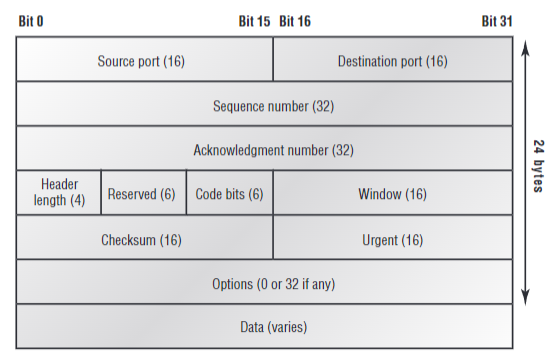 Bit 0 Bit 15 Bit 16 Bit 31
Source port (16) Destination port (16)
Sequence number (32)
Acknowledgment number (32)
Header
length (4) Reserved (6) Code bits (6) Window (16)
Checksum (16) Urgent (16)
Options (0 or 32 if any)
Data (varies)
24 bytes